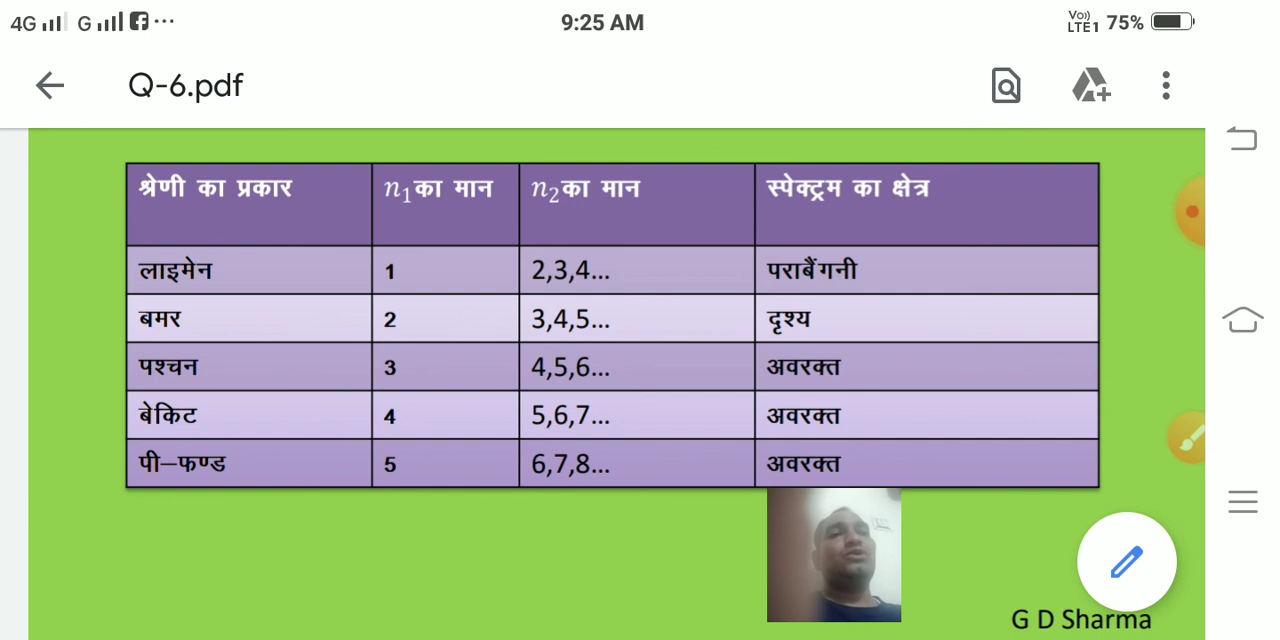 4G G 9:25 AM Vo) LTE1 75%
Q-6.pdf
श्रेणी का प्रकार n₁का मान n₂का मान स्पेक्ट्रम का क्षेत्र
लाइमेन 1 2,3,4... पराबैंगनी
बमर 2 3,4,5... दृश्य
पश्चन 3 4,5,6... अवरक्त
बेकिट 4 5,6,7... अवरक्त
पी–फण्ड 5 6,7,8... अवरक्त
G D Sharma